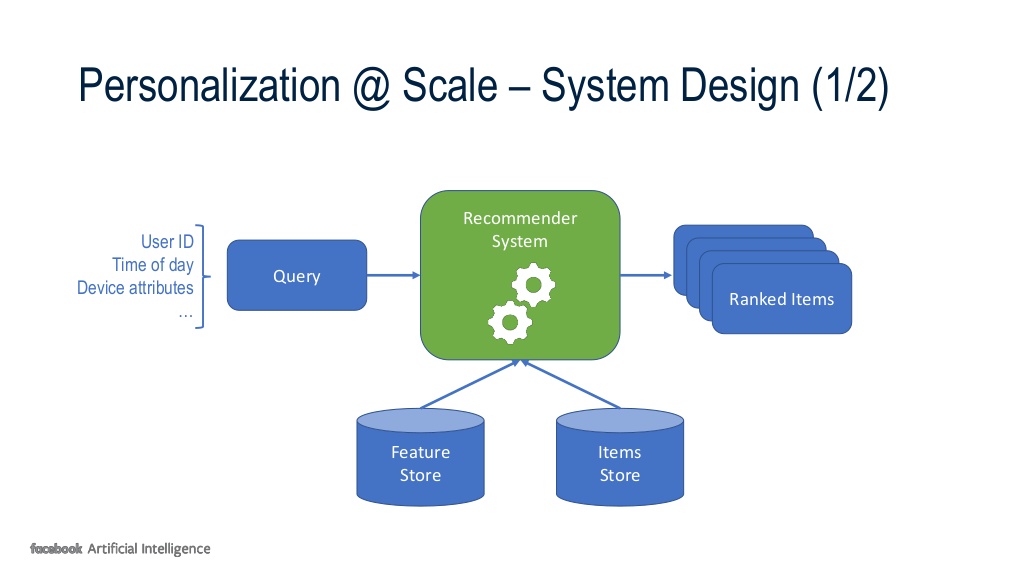 Personalization @ Scale – System Design (1/2)
User ID
Time of day
Device attributes
...
Query
Recommender
System
Ranked Items
Feature
Store
Items
Store
facebook Artificial Intelligence